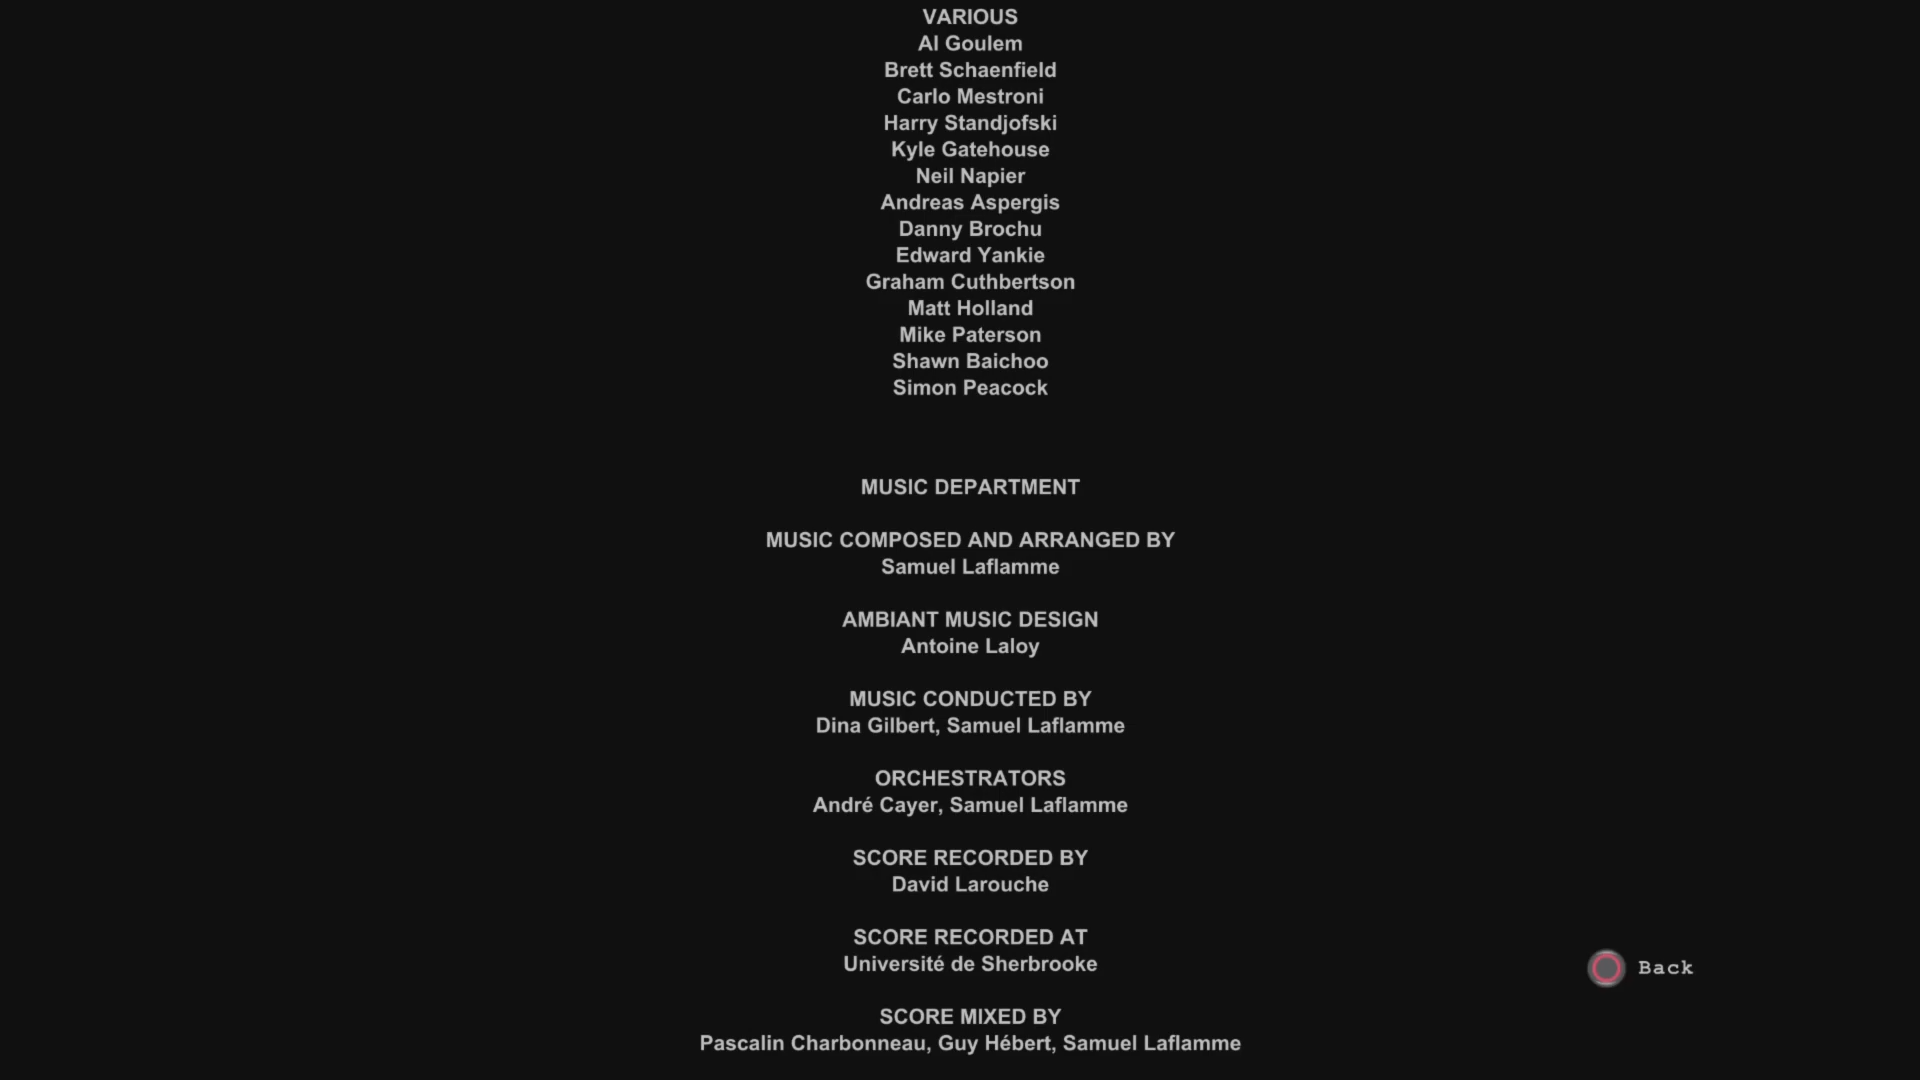 VARIOUS
Al Goulem
Brett Schaenfield
Carlo Mestroni
Harry Standjofski
Kyle Gatehouse
Neil Napier
Andreas Aspergis
Danny Brochu
Edward Yankie
Graham Cuthbertson
Matt Holland
Mike Paterson
Shawn Baichoo
Simon Peacock
MUSIC DEPARTMENT
MUSIC COMPOSED AND ARRANGED BY
Samuel Laflamme
AMBIANT MUSIC DESIGN
Antoine Laloy
MUSIC CONDUCTED BY
Dina Gilbert, Samuel Laflamme
ORCHESTRATORS
André Cayer, Samuel Laflamme
SCORE RECORDED BY
David Larouche
SCORE RECORDED AT
Université de Sherbrooke
SCORE MIXED BY
Pascalin Charbonneau, Guy Hébert, Samuel Laflamme
Back